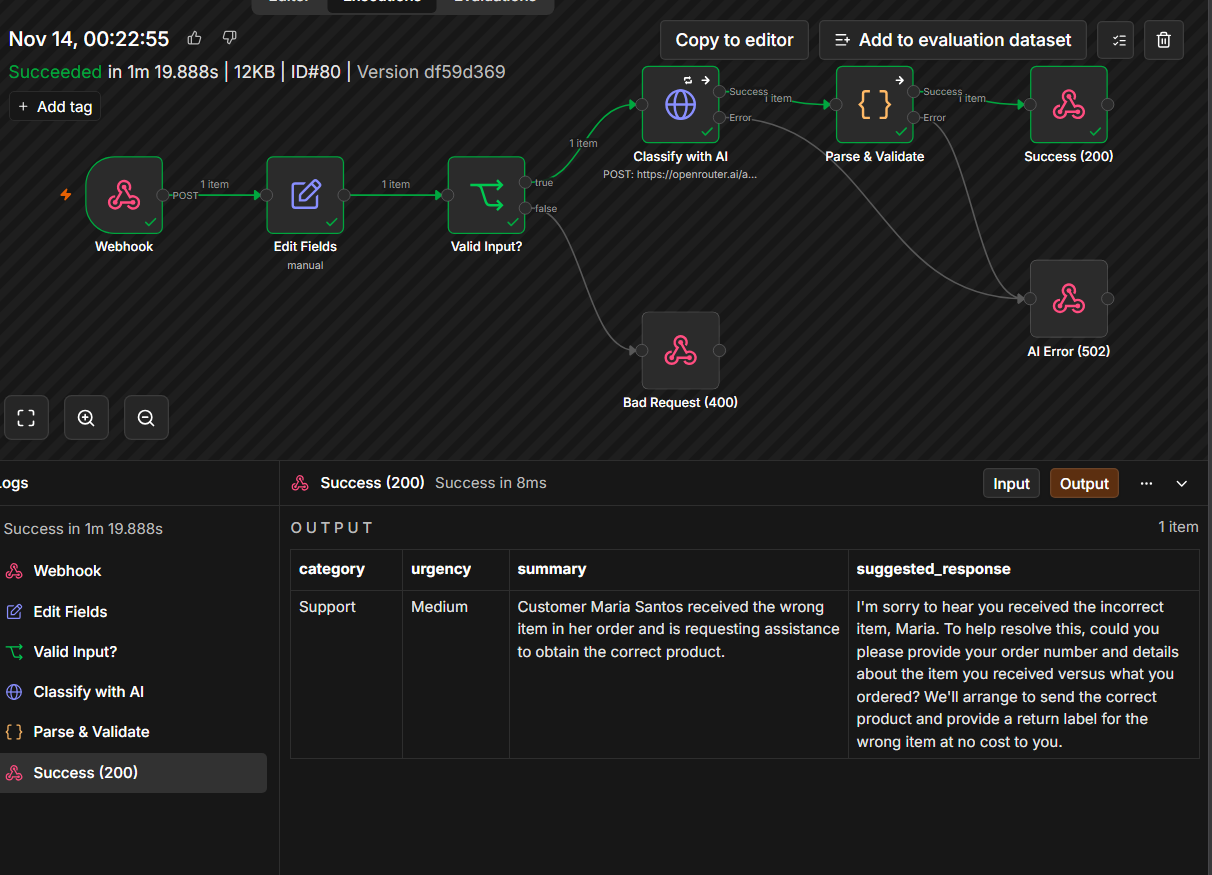 Editor Executions Evaluations
Nov 14, 00:22:55
Copy to editor
Add to evaluation dataset
Succeeded in 1m 19.888s | 12KB | ID#80 | Version df59d369
+ Add tag
Success
1 item
Error
Classify with AI
POST: https://openrouter.ai/a...
Success
1 item
Error
Parse & Validate
Success (200)
POST
1 item
Webhook
Edit Fields
manual
1 item
true
false
Valid Input?
1 item
AI Error (502)
Bad Request (400)
Logs
Success in 1m 19.888s
Webhook
Edit Fields
Valid Input?
Classify with AI
Parse & Validate
Success (200)
Success (200) Success in 8ms
Input
Output
OUTPUT
1 item
category
urgency
summary
suggested_response
Support
Medium
Customer Maria Santos received the wrong
item in her order and is requesting assistance
to obtain the correct product.
I'm sorry to hear you received the incorrect
item, Maria. To help resolve this, could you
please provide your order number and details
about the item you received versus what you
ordered? We'll arrange to send the correct
product and provide a return label for the
wrong item at no cost to you.